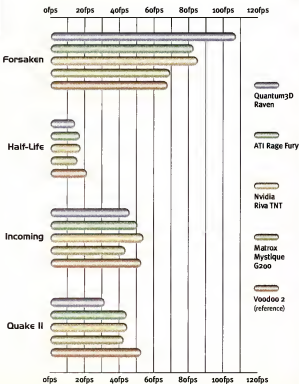 0fps 20fps 40fps 60fps 80fps 100fps 120fps
Forsaken
Half-Life
Incoming
Quake II
Quantum3D
Raven
ATI Rage Fury
Nvidia
Riva TNT
Matrox
Mystique
G200
Voodoo 2
(reference)
0fps 20fps 40fps 60fps 80fps 100fps 120fps